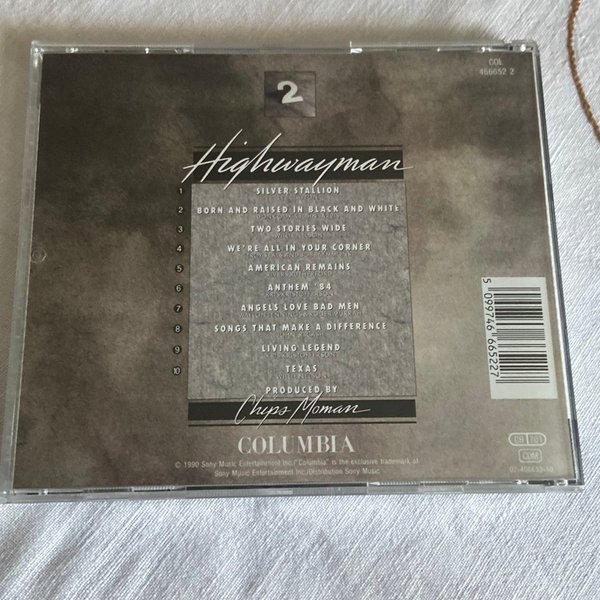 COL
466652 2
2
Highwayman
1 SILVER STALLION
2 BORN AND RAISED IN BLACK AND WHITE
3 TWO STORIES WIDE
4 WE'RE ALL IN YOUR CORNER
5 AMERICAN REMAINS
6 ANTHEM '84
7 ANGELS LOVE BAD MEN
8 SONGS THAT MAKE A DIFFERENCE
9 LIVING LEGEND
10 TEXAS
PRODUCED BY
Chips Moman
COLUMBIA
© 1990 Sony Music Entertainment Inc./"Columbia" is the exclusive trademark of
Sony Music Entertainment Inc./Distribution Sony Music.
5 099746 665227
CDM